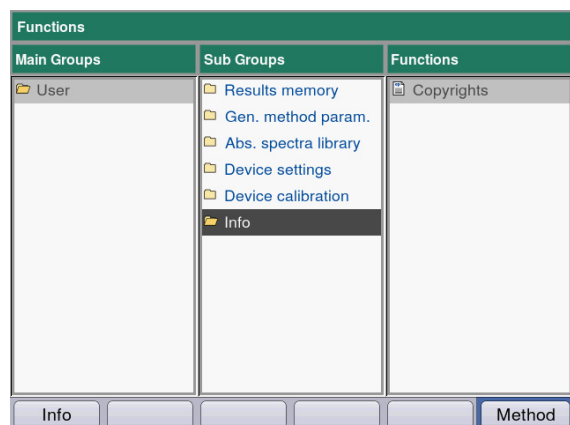 Functions
Main Groups
Sub Groups
Functions
User
Results memory
Gen. method param.
Abs. spectra library
Device settings
Device calibration
Info
Copyrights
Info
Method